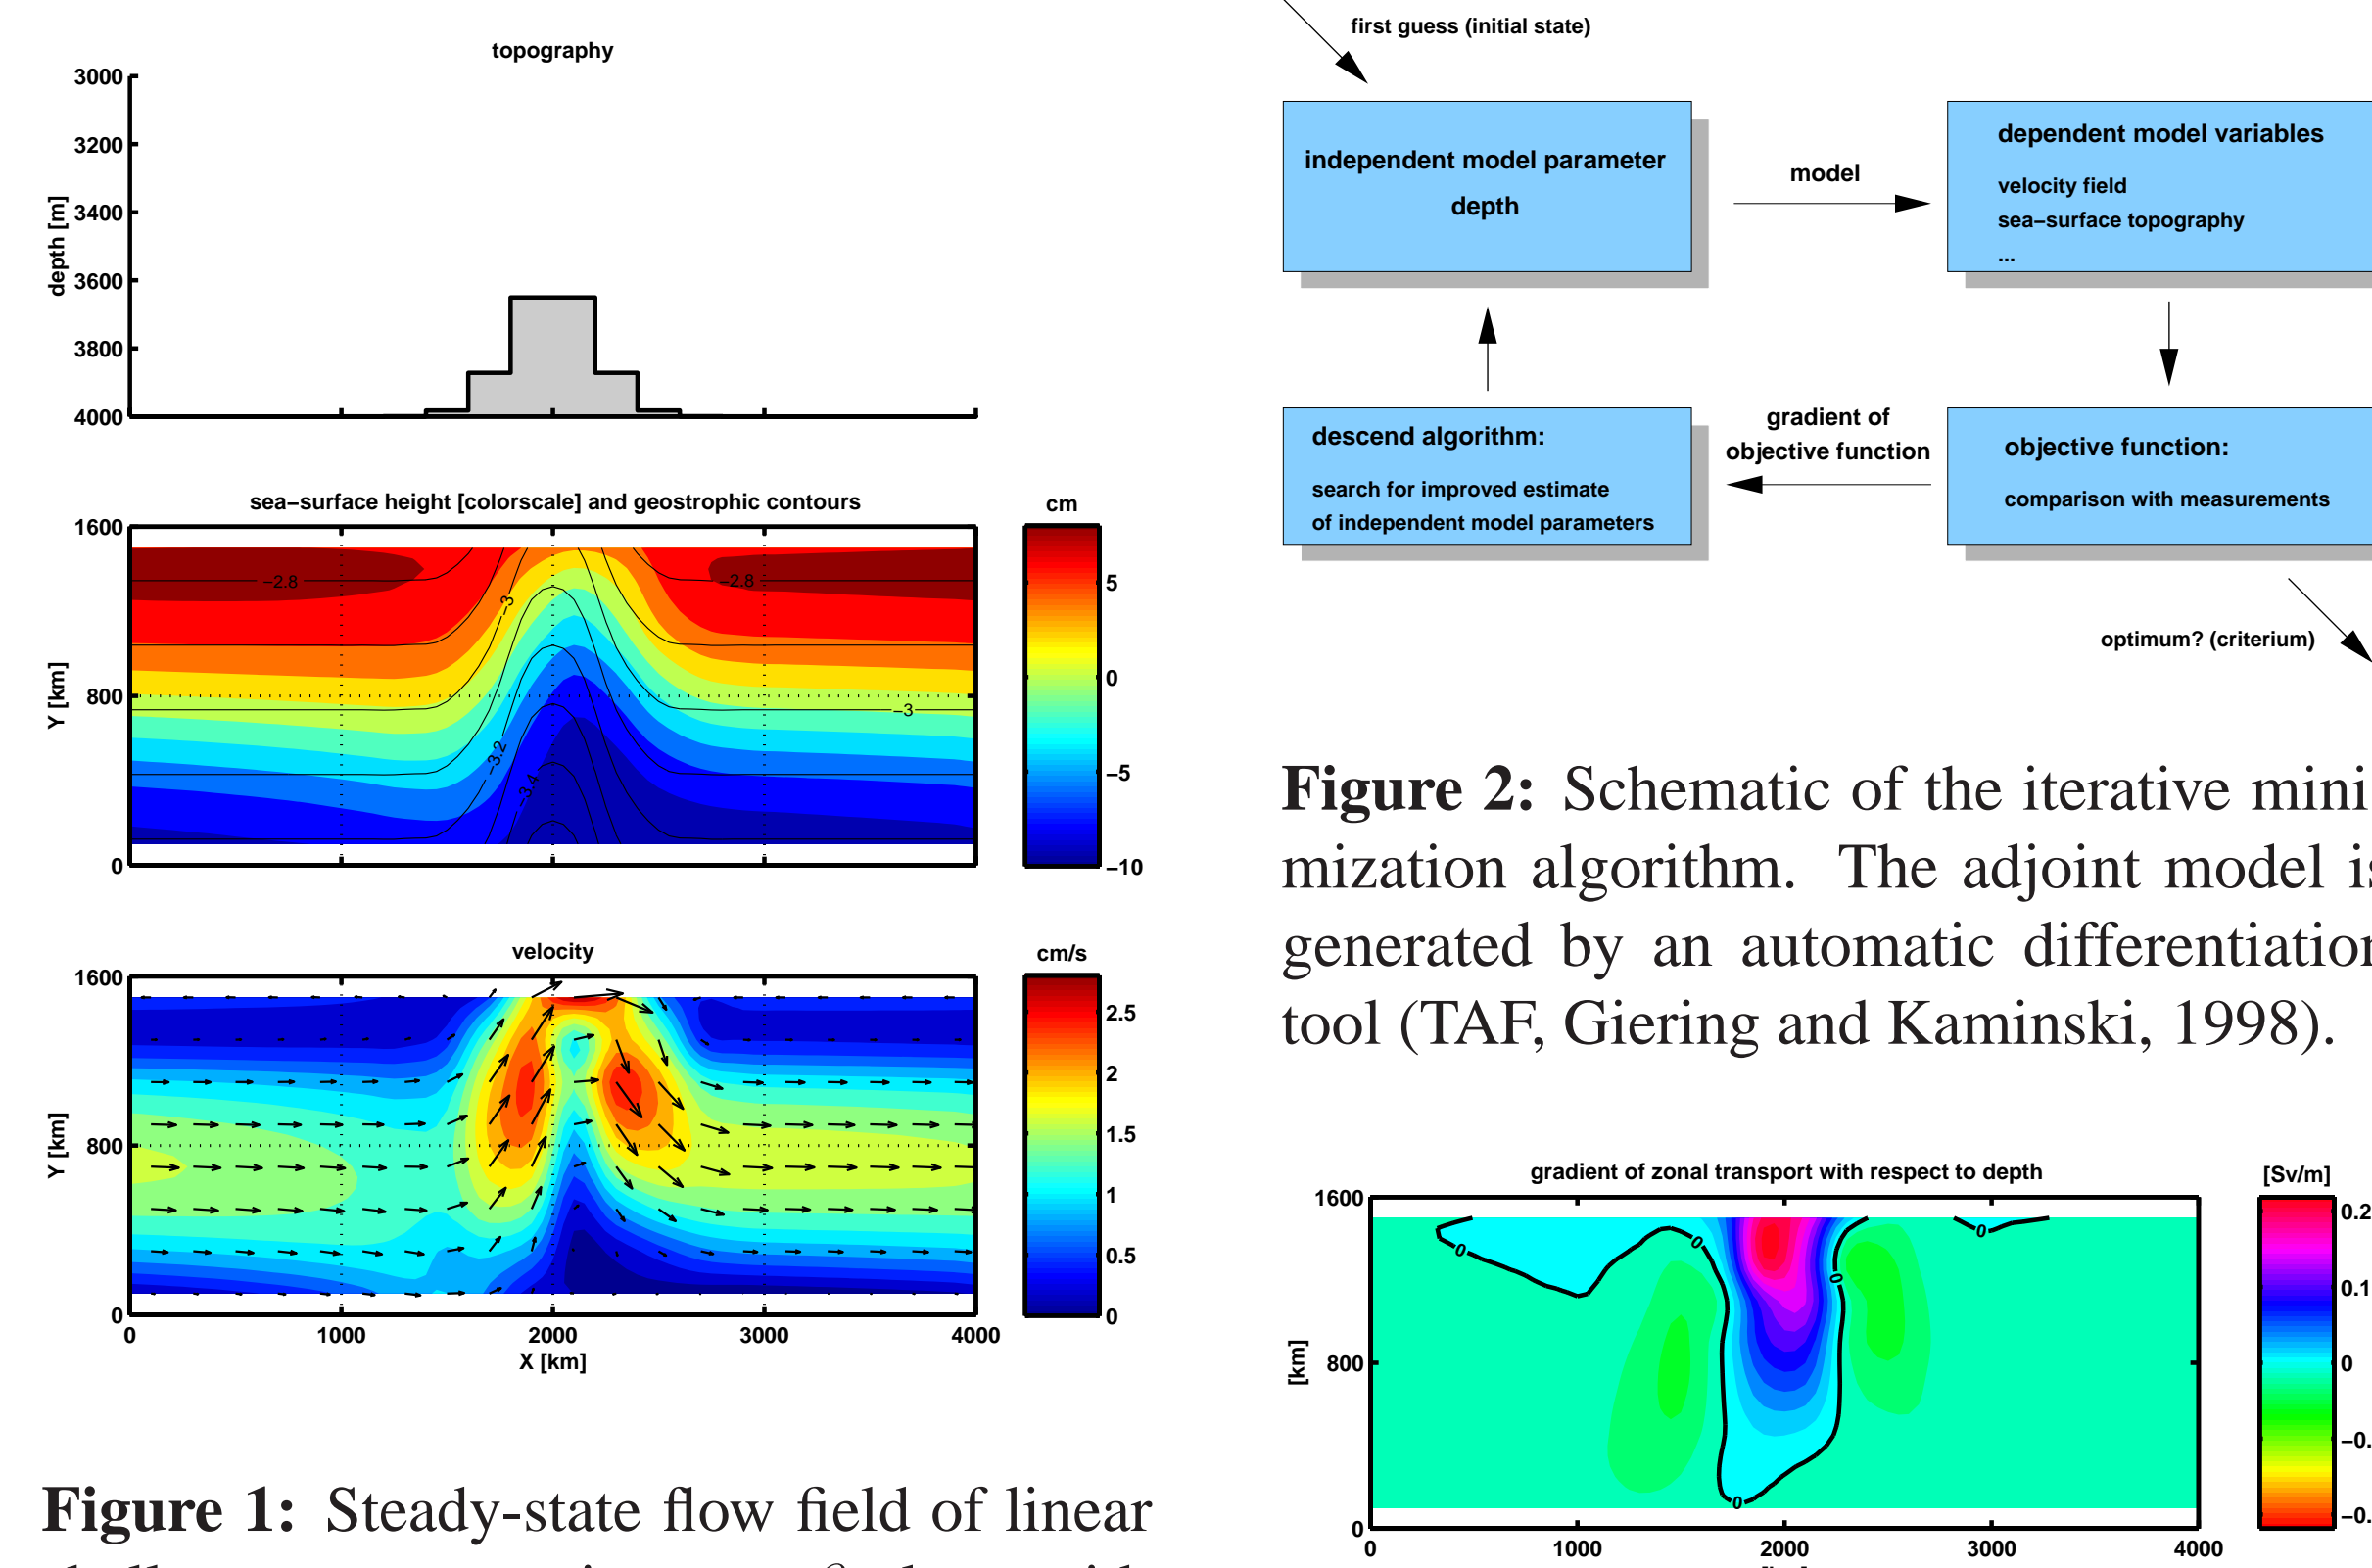 topography
3000
3200
3400
3600
3800
4000
depth [m]
sea–surface height [colorscale] and geostrophic contours
cm
1600
800
0
Y [km]
–2.8
–2.8
–3
–3
–3.2
–3.4
5
0
–5
–10
velocity
cm/s
1600
800
0
Y [km]
0
1000
2000
3000
4000
X [km]
2.5
2
1.5
1
0.5
0
Figure 1: Steady-state flow field of linear
first guess (initial state)
independent model parameter
depth
model
dependent model variables
velocity field
sea–surface topography
...
descend algorithm:
search for improved estimate
of independent model parameters
gradient of
objective function
objective function:
comparison with measurements
optimum? (criterium)
Figure 2: Schematic of the iterative mini
mization algorithm. The adjoint model is
generated by an automatic differentiation
tool (TAF, Giering and Kaminski, 1998).
gradient of zonal transport with respect to depth
[Sv/m]
1600
800
0
[km]
0
0
0
0
0
0.2
0.1
0
–0.
–0.
0
1000
2000
3000
4000